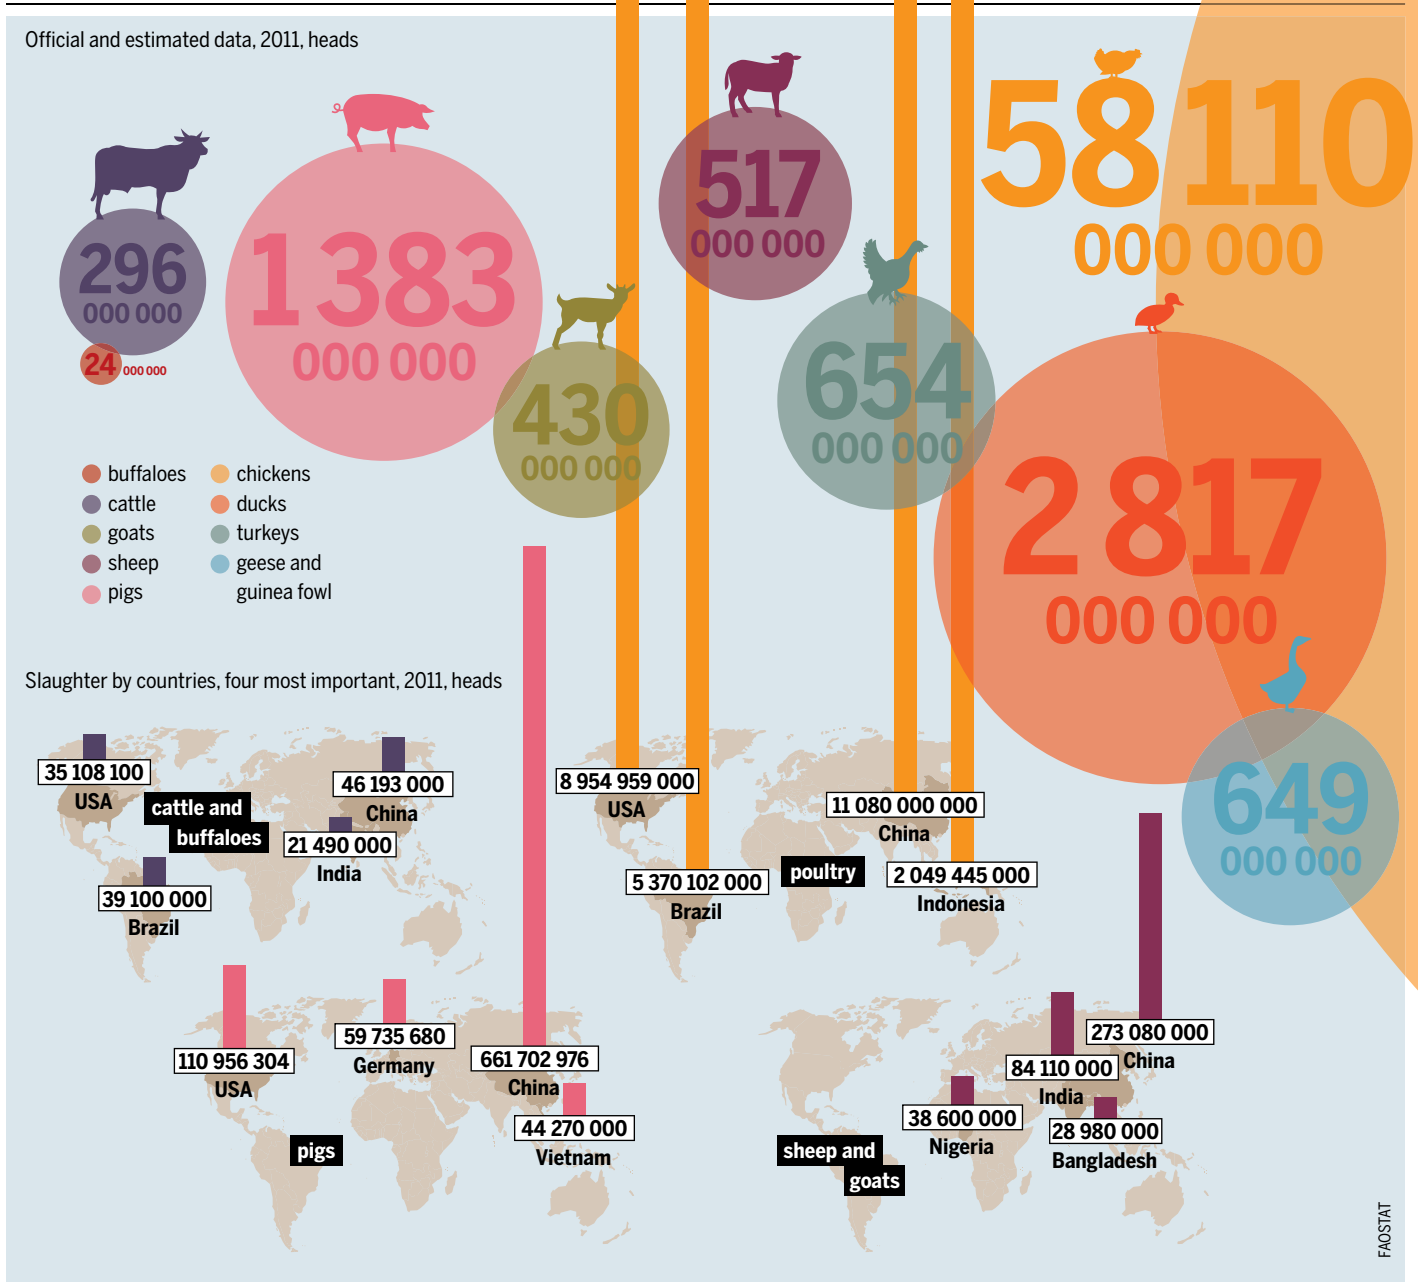 Official and estimated data, 2011, heads
58 110
000 000
517
000 000
296
000 000
1 383
000 000
24 000 000
654
000 000
430
000 000
2 817
000 000
buffaloes
cattle
goats
sheep
pigs
chickens
ducks
turkeys
geese and
guinea fowl
649
000 000
Slaughter by countries, four most important, 2011, heads
35 108 100
USA
46 193 000
China
cattle and
buffaloes
21 490 000
India
39 100 000
Brazil
8 954 959 000
USA
11 080 000 000
China
poultry
5 370 102 000
Brazil
2 049 445 000
Indonesia
110 956 304
USA
59 735 680
Germany
661 702 976
China
44 270 000
Vietnam
pigs
273 080 000
China
84 110 000
India
38 600 000
Nigeria
28 980 000
Bangladesh
sheep and
goats
FAOSTAT